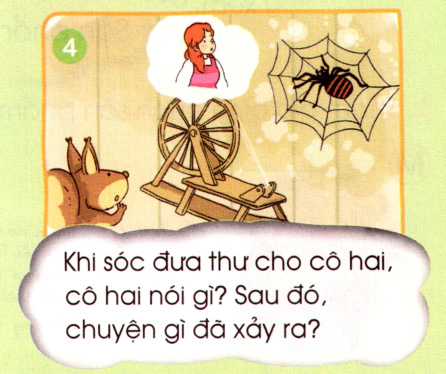 4
Khi sóc đưa thư cho cô hai,
cô hai nói gì? Sau đó,
chuyện gì đã xảy ra?